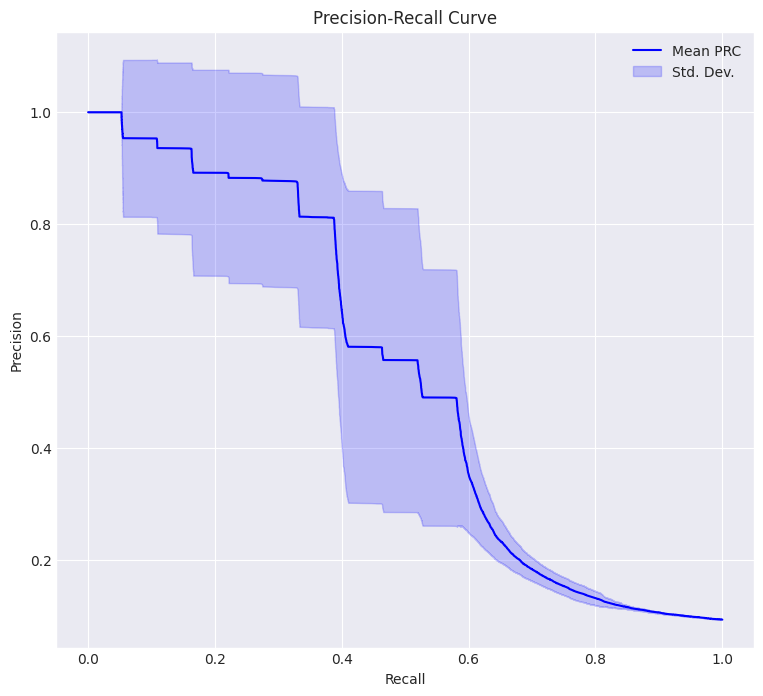 Precision-Recall Curve
Mean PRC
Std. Dev.
1.0
0.8
0.6
0.4
0.2
Precision
0.0 0.2 0.4 0.6 0.8 1.0
Recall